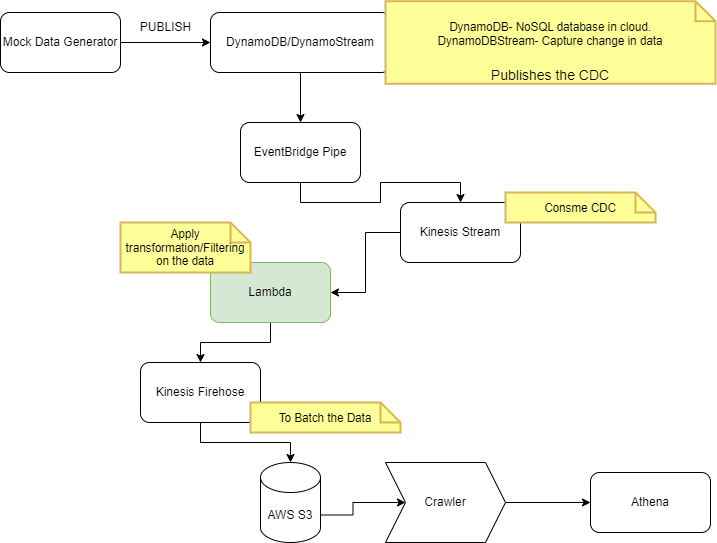 PUBLISH
Mock Data Generator
DynamoDB/DynamoStream
DynamoDB- NoSQL database in cloud.
DynamoDBStream- Capture change in data
Publishes the CDC
EventBridge Pipe
Consme CDC
Kinesis Stream
Apply
transformation/Filtering
on the data
Lambda
Kinesis Firehose
To Batch the Data
AWS S3
Crawler
Athena